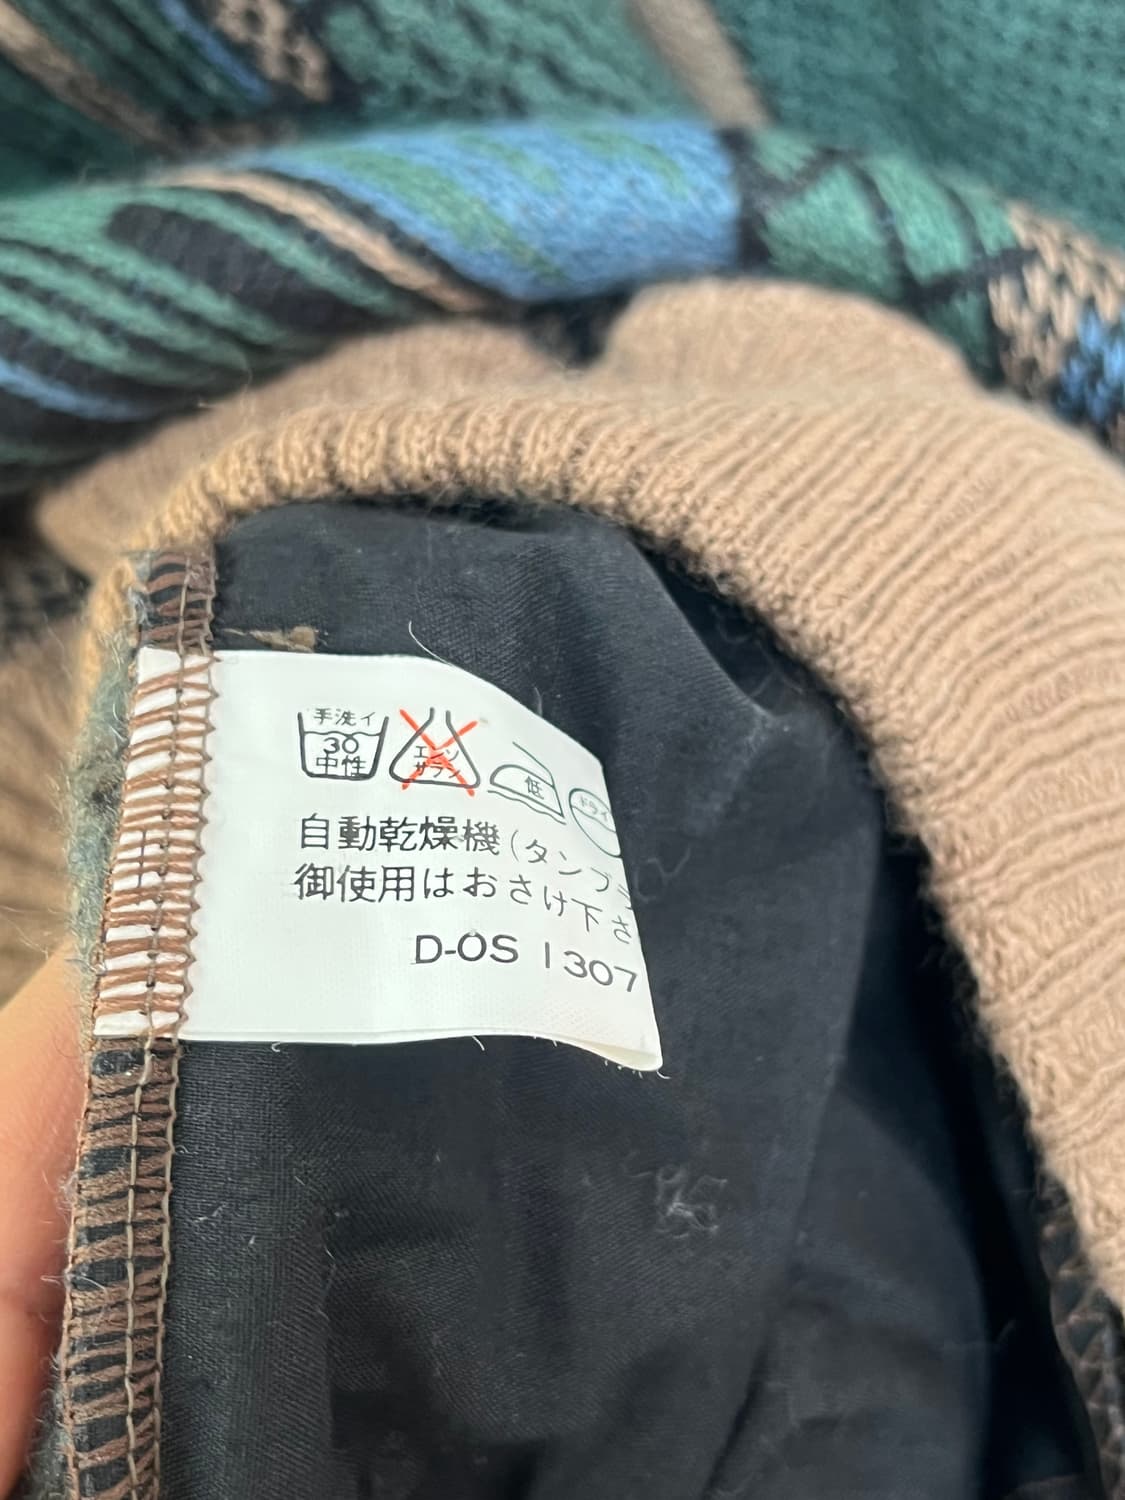 手洗イ
30
中性
エンソ
サラシ
低
ドライ
自動乾燥機(タンブラ
御使用はおさけ下さ
D-OS 1307